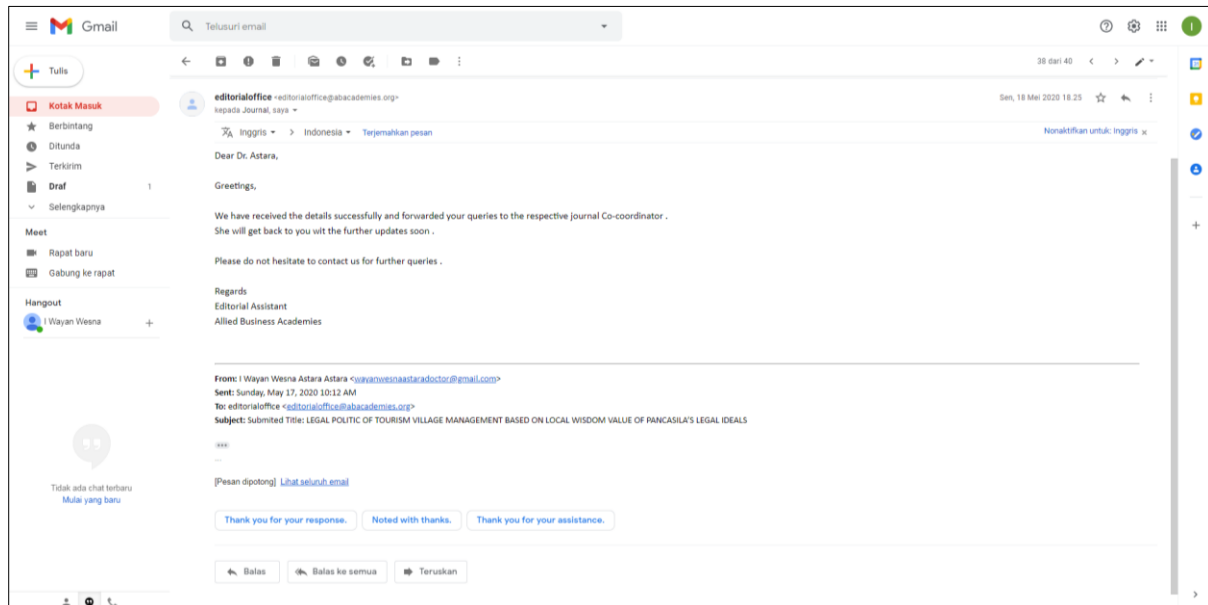 Gmail
Telusuri email
I
Tulis
38 dari 40
Kotak Masuk
Berbintang
Ditunda
Terkirim
Draf 1
Selengkapnya
Meet
Rapat baru
Gabung ke rapat
Hangout
I Wayan Wesna
Tidak ada chat terbaru
Mulai yang baru
editorialoffice <editorialoffice@abacademies.org>
Sen, 18 Mei 2020 16.25
kepada Journal, saya
Inggris > Indonesia Terjemahkan pesan
Nonaktifkan untuk: Inggris x
Dear Dr. Astara,
Greetings,
We have received the details successfully and forwarded your queries to the respective journal Co-coordinator .
She will get back to you wit the further updates soon .
Please do not hesitate to contact us for further queries .
Regards
Editorial Assistant
Allied Business Academies
From: I Wayan Wesna Astara Astara <wayanwesnaastaradoctor@gmail.com>
Sent: Sunday, May 17, 2020 10:12 AM
To: editorialoffice <editorialoffice@abacademies.org>
Subject: Submited Title: LEGAL POLITIC OF TOURISM VILLAGE MANAGEMENT BASED ON LOCAL WISDOM VALUE OF PANCASILA'S LEGAL IDEALS
...
[Pesan dipotong] Lihat seluruh email
Thank you for your response.
Noted with thanks.
Thank you for your assistance.
Balas
Balas ke semua
Teruskan